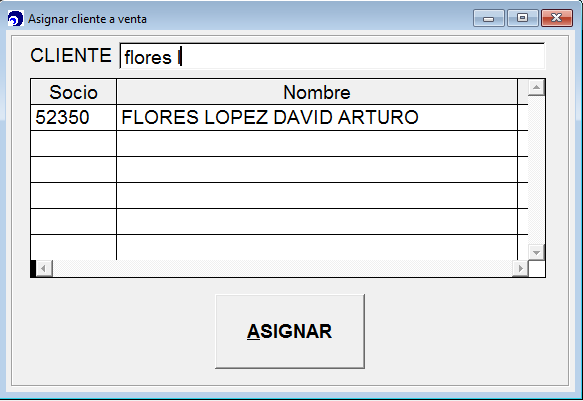 Asignar cliente a venta
CLIENTE flores l
Socio Nombre
52350 FLORES LOPEZ DAVID ARTURO
ASIGNAR